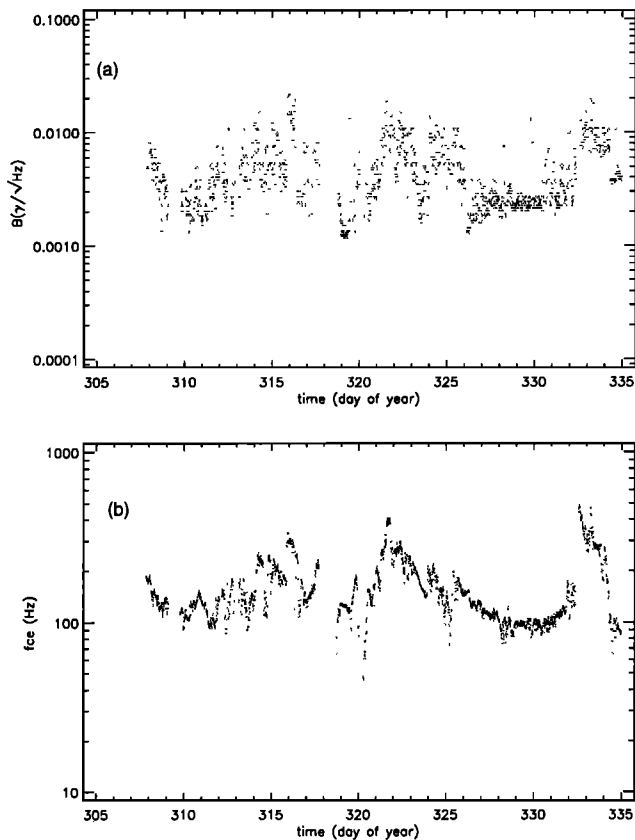 0.1000
(a)
0.0100
B(γ/√Hz)
0.0010
0.0001
305 310 315 320 325 330 335
time (day of year)
1000
(b)
fce (Hz)
100
10
305 310 315 320 325 330 335
time (day of year)